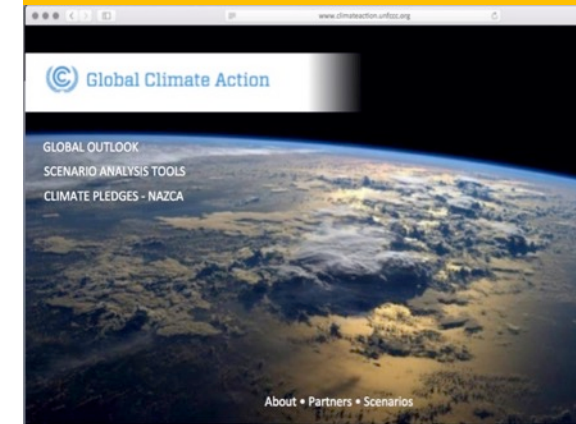 www.climateaction.unfccc.org
Global Climate Action
GLOBAL OUTLOOK
SCENARIO ANALYSIS TOOLS
CLIMATE PLEDGES - NAZCA
About • Partners • Scenarios